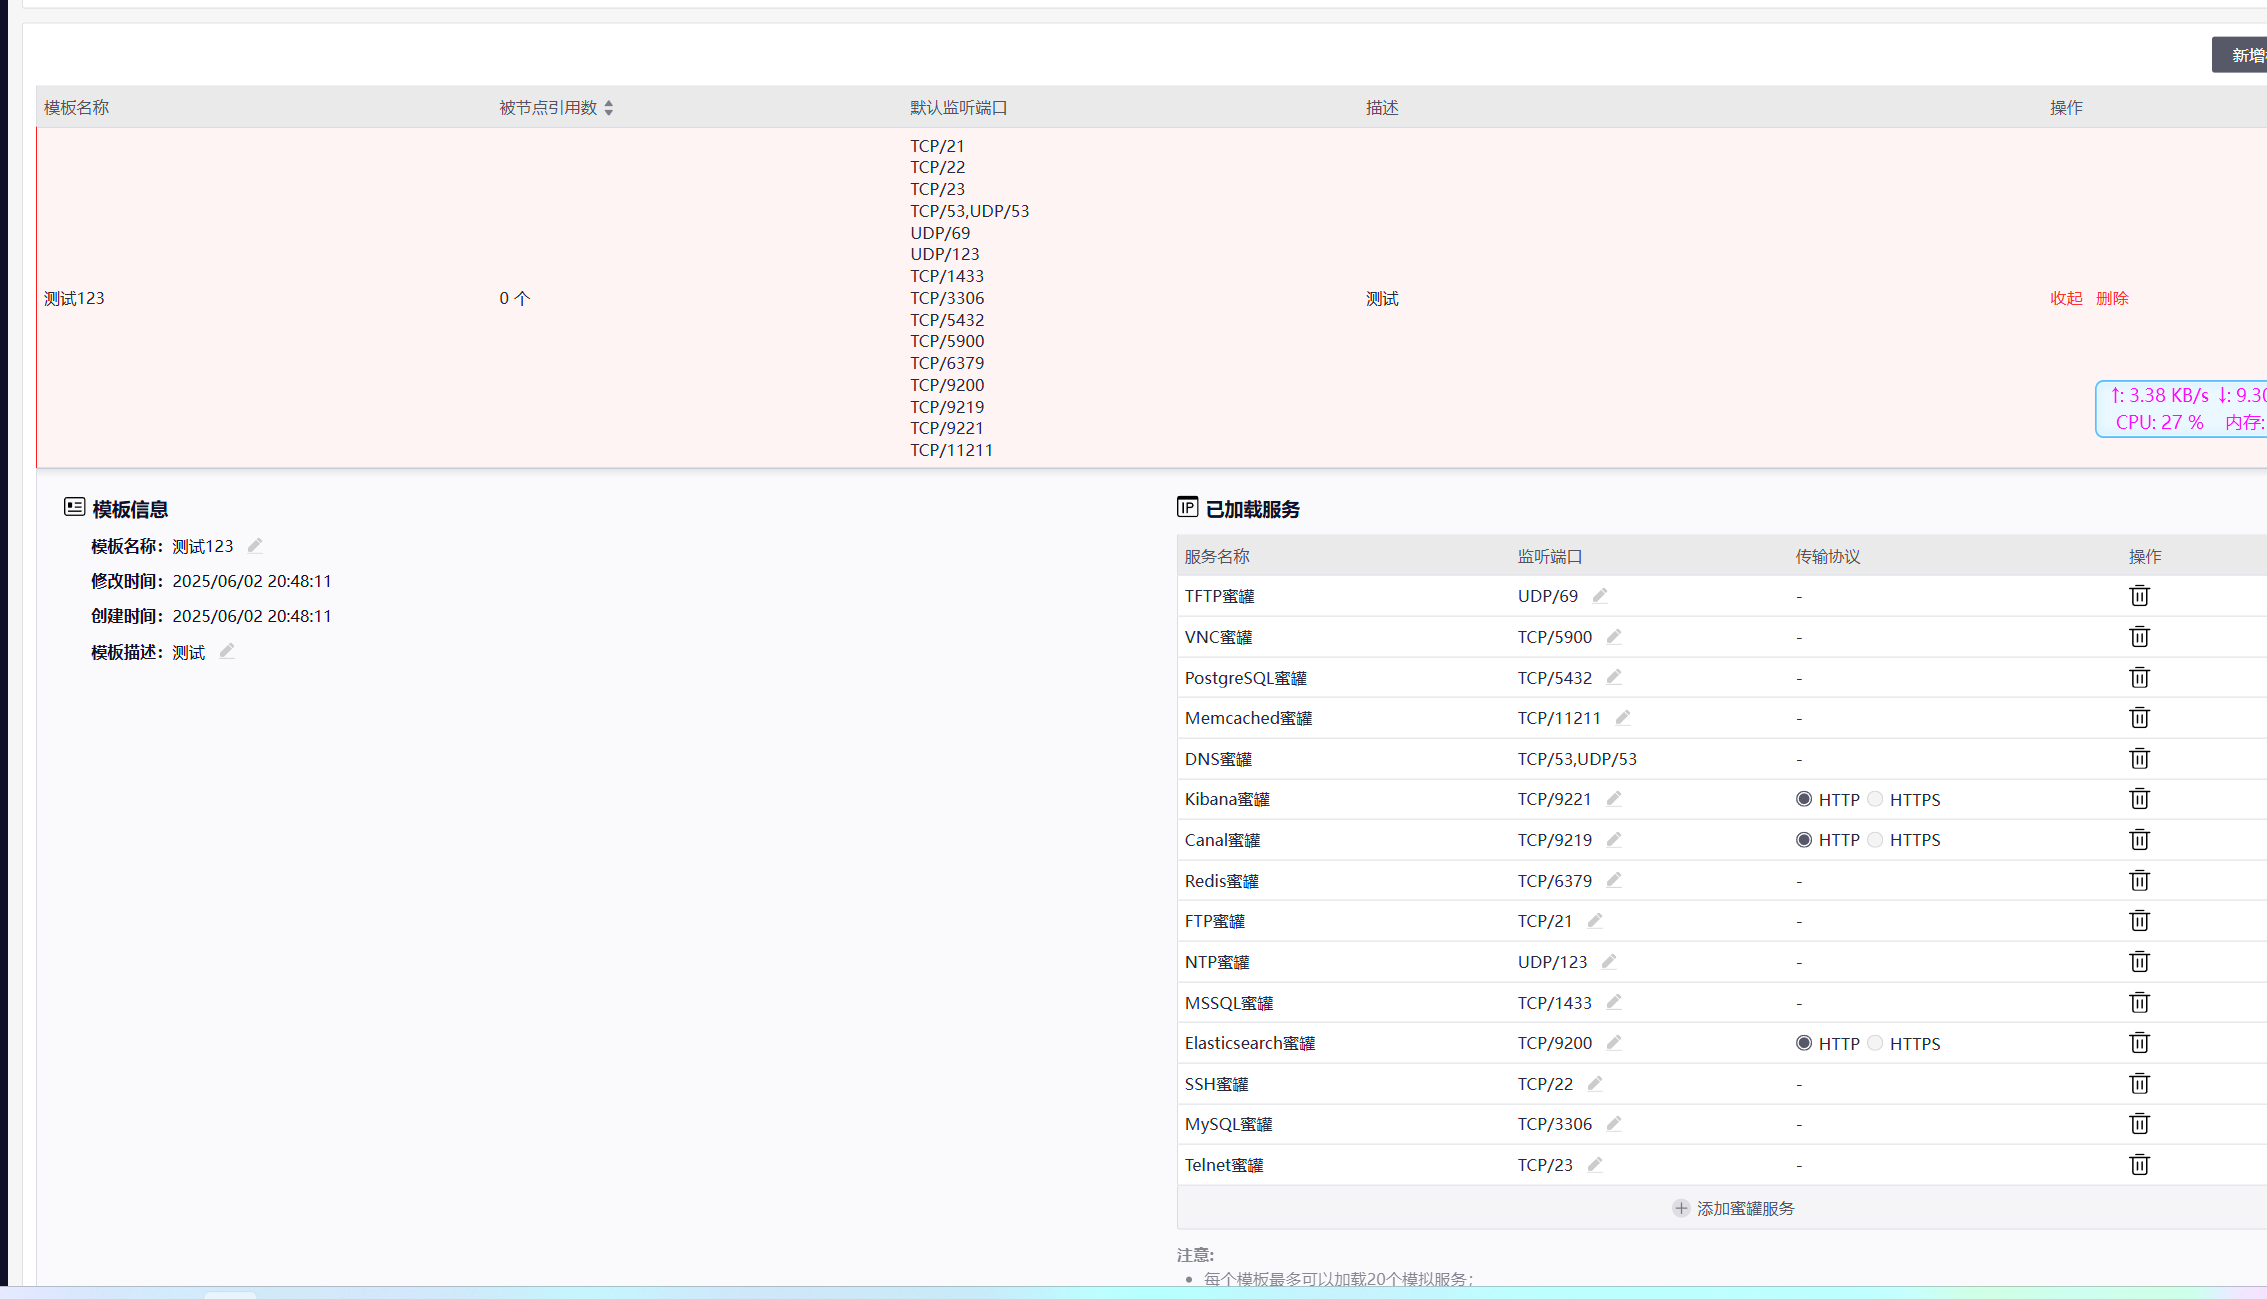 新增
模板名称 被节点引用数 默认监听端口 描述 操作
TCP/21
TCP/22
TCP/23
TCP/53,UDP/53
UDP/69
UDP/123
TCP/1433
测试123 0 个 TCP/3306 测试 收起 删除
TCP/5432
TCP/5900
TCP/6379
TCP/9200
TCP/9219
TCP/9221
TCP/11211
↑: 3.38 KB/s ↓: 9.30
CPU: 27 % 内存:
模板信息
模板名称：测试123
修改时间：2025/06/02 20:48:11
创建时间：2025/06/02 20:48:11
模板描述：测试
IP 已加载服务
服务名称 监听端口 传输协议 操作
TFTP蜜罐 UDP/69 -
VNC蜜罐 TCP/5900 -
PostgreSQL蜜罐 TCP/5432 -
Memcached蜜罐 TCP/11211 -
DNS蜜罐 TCP/53,UDP/53 -
Kibana蜜罐 TCP/9221 HTTP HTTPS
Canal蜜罐 TCP/9219 HTTP HTTPS
Redis蜜罐 TCP/6379 -
FTP蜜罐 TCP/21 -
NTP蜜罐 UDP/123 -
MSSQL蜜罐 TCP/1433 -
Elasticsearch蜜罐 TCP/9200 HTTP HTTPS
SSH蜜罐 TCP/22 -
MySQL蜜罐 TCP/3306 -
Telnet蜜罐 TCP/23 -
添加蜜罐服务
注意:
• 每个模板最多可以加载20个模拟服务；